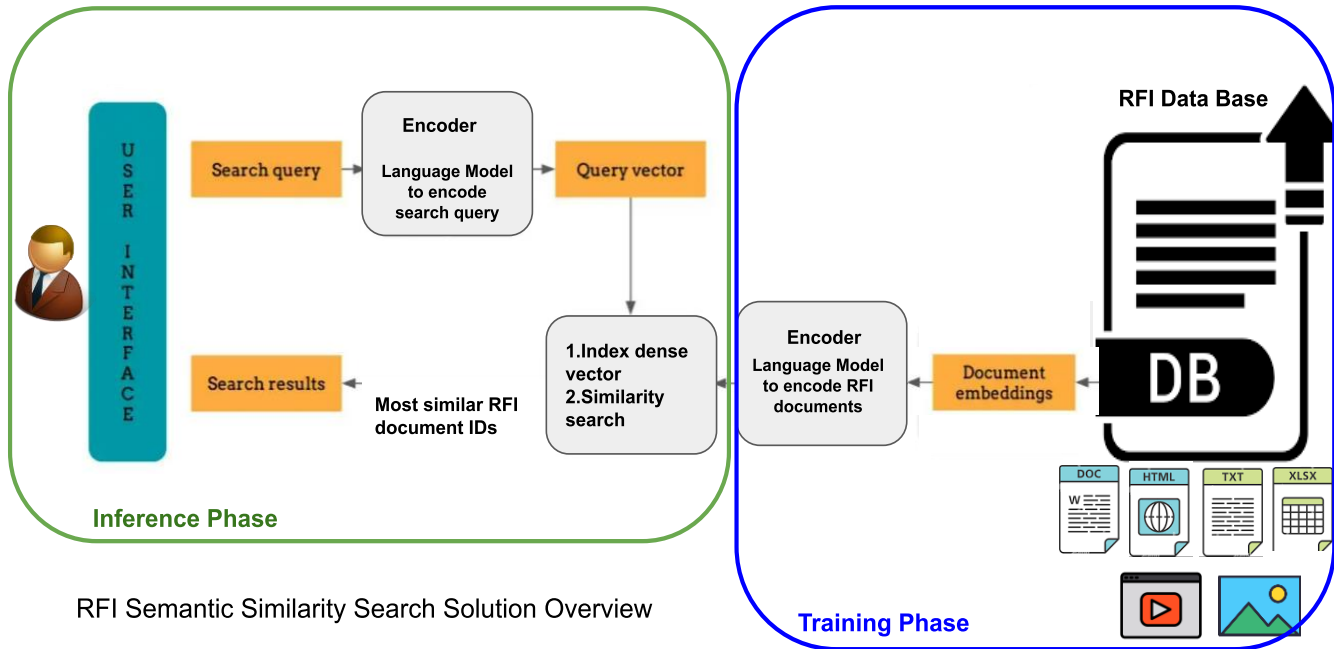 USER INTERFACE
Search query
Encoder
Language Model
to encode
search query
Query vector
Search results
Most similar RFI
document IDs
1.Index dense
vector
2.Similarity
search
Inference Phase
RFI Semantic Similarity Search Solution Overview
Encoder
Language Model
to encode RFI
documents
Document
embeddings
RFI Data Base
DB
DOC
W
HTML
TXT
XLSX
Training Phase